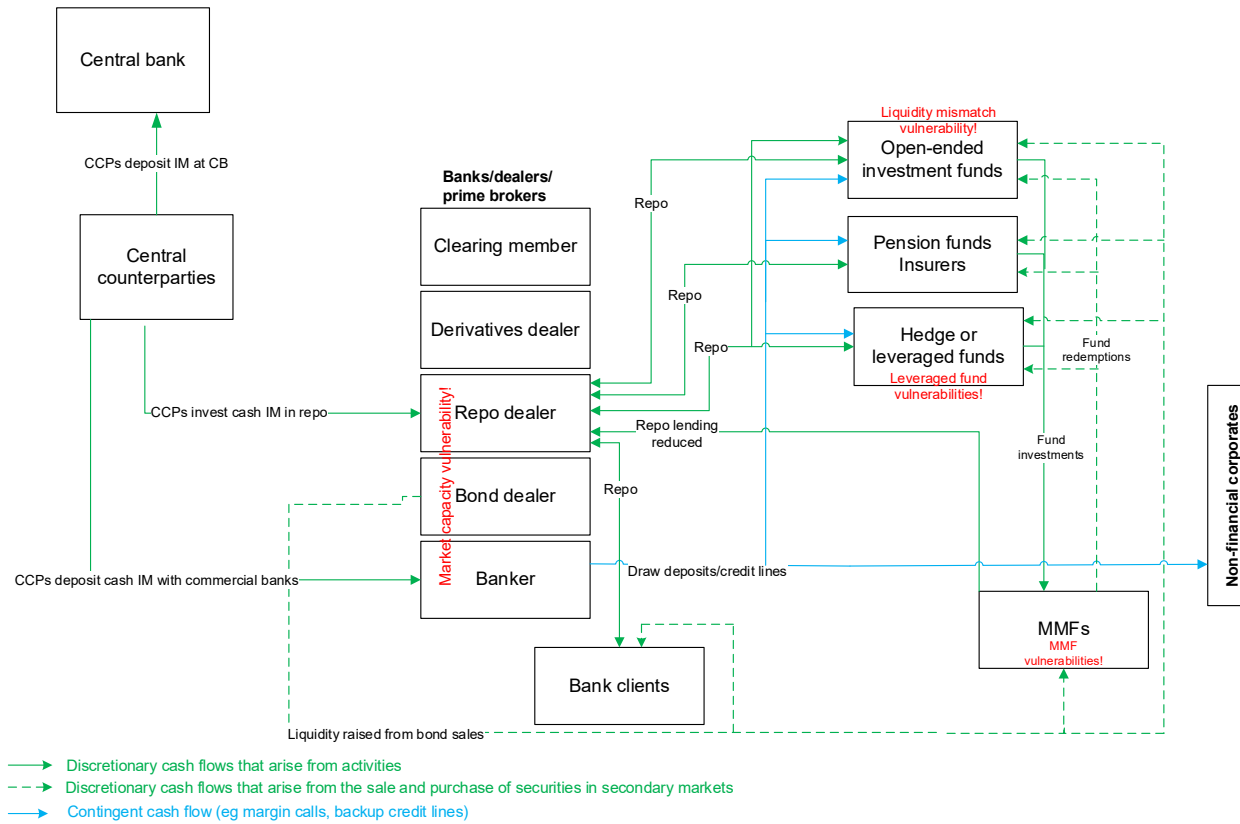 Central bank
CCPs deposit IM at CB
Central
counterparties
CCPs invest cash IM in repo
CCPs deposit cash IM with commercial banks
Banks/dealers/
prime brokers
Clearing member
Derivatives dealer
Repo dealer
Bond dealer
Banker
Market capacity vulnerability!
Bank clients
Repo
Repo
Repo
Repo lending
reduced
Repo
Draw deposits/credit lines
Liquidity raised from bond sales
Liquidity mismatch
vulnerability!
Open-ended
investment funds
Pension funds
Insurers
Hedge or
leveraged funds
Leveraged fund
vulnerabilities!
Fund
redemptions
Fund
investments
MMFs
MMF
vulnerabilities!
Non-financial corporates
Discretionary cash flows that arise from activities
Discretionary cash flows that arise from the sale and purchase of securities in secondary markets
Contingent cash flow (eg margin calls, backup credit lines)